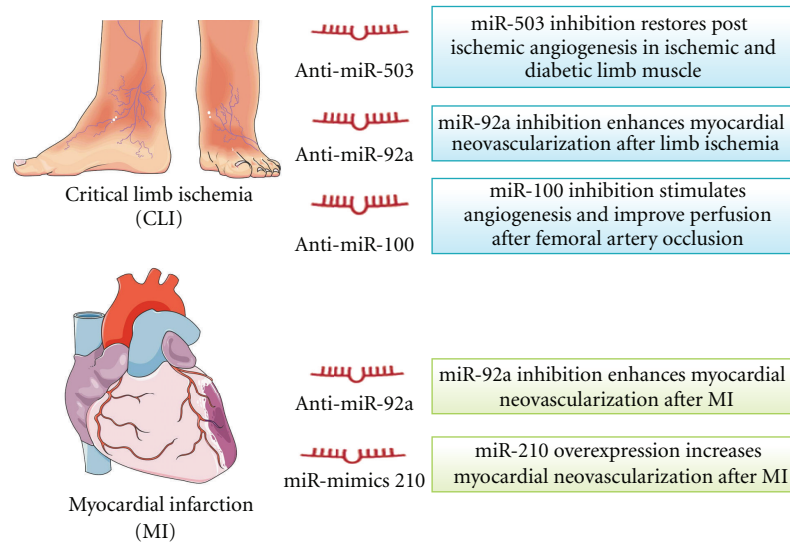 Anti-miR-503
miR-503 inhibition restores post
ischemic angiogenesis in ischemic and
diabetic limb muscle
Anti-miR-92a
miR-92a inhibition enhances myocardial
neovascularization after limb ischemia
Critical limb ischemia
(CLI)
Anti-miR-100
miR-100 inhibition stimulates
angiogenesis and improve perfusion
after femoral artery occlusion
Anti-miR-92a
miR-92a inhibition enhances myocardial
neovascularization after MI
miR-mimics 210
miR-210 overexpression increases
myocardial neovascularization after MI
Myocardial infarction
(MI)